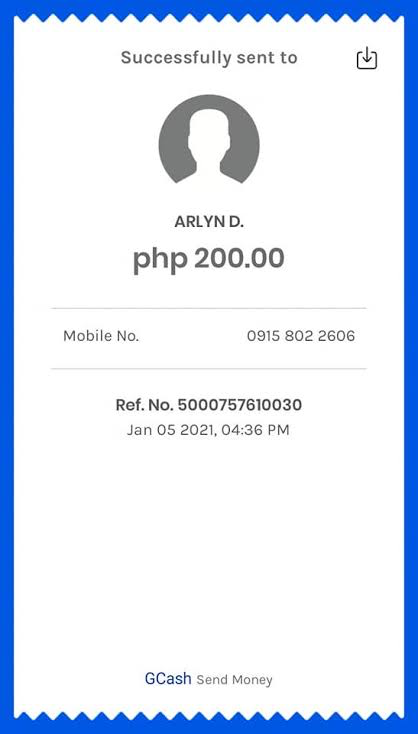 Successfully sent to
ARLYN D.
php 200.00
Mobile No. 0915 802 2606
Ref. No. 5000757610030
Jan 05 2021, 04:36 PM
GCash Send Money